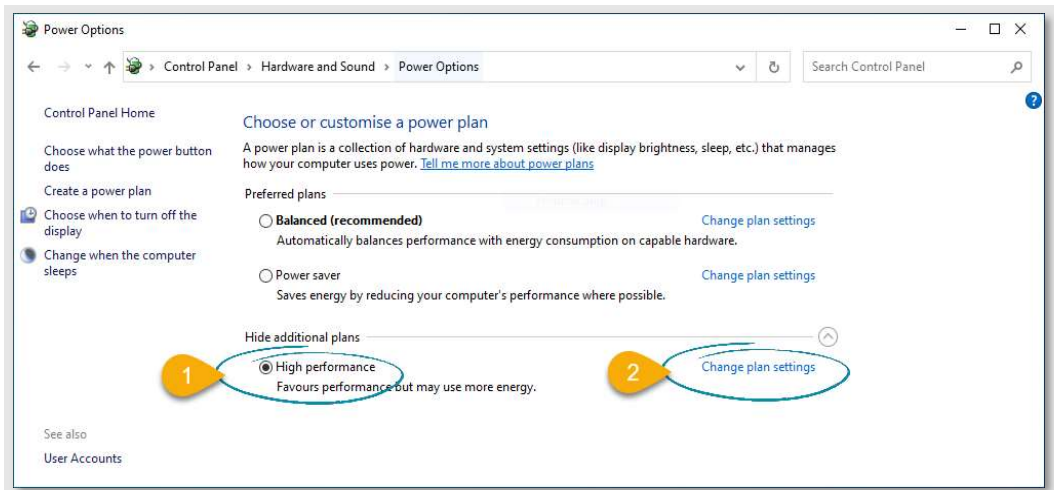 Power Options
Control Panel > Hardware and Sound > Power Options
Search Control Panel
Control Panel Home
Choose what the power button
does
Create a power plan
Choose when to turn off the
display
Change when the computer
sleeps
See also
User Accounts
Choose or customise a power plan
A power plan is a collection of hardware and system settings (like display brightness, sleep, etc.) that manages
how your computer uses power. Tell me more about power plans
Preferred plans
Balanced (recommended) Change plan settings
Automatically balances performance with energy consumption on capable hardware.
Power saver Change plan settings
Saves energy by reducing your computer's performance where possible.
Hide additional plans
1 High performance 2 Change plan settings
Favours performance but may use more energy.